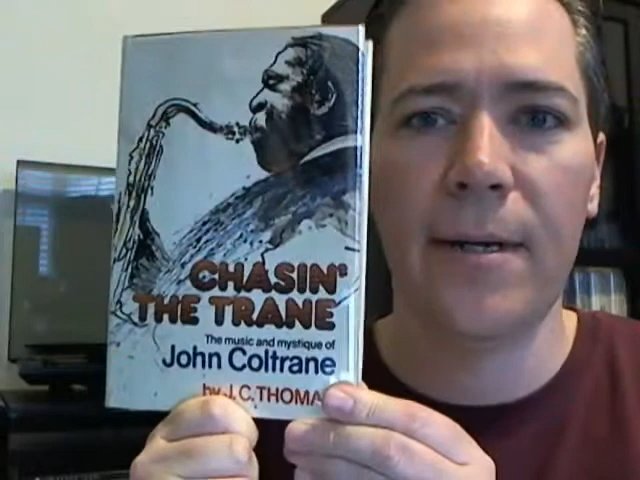 CHASIN'
THE TRANE
The music and mystique of
John Coltrane
by J.C. THOMA